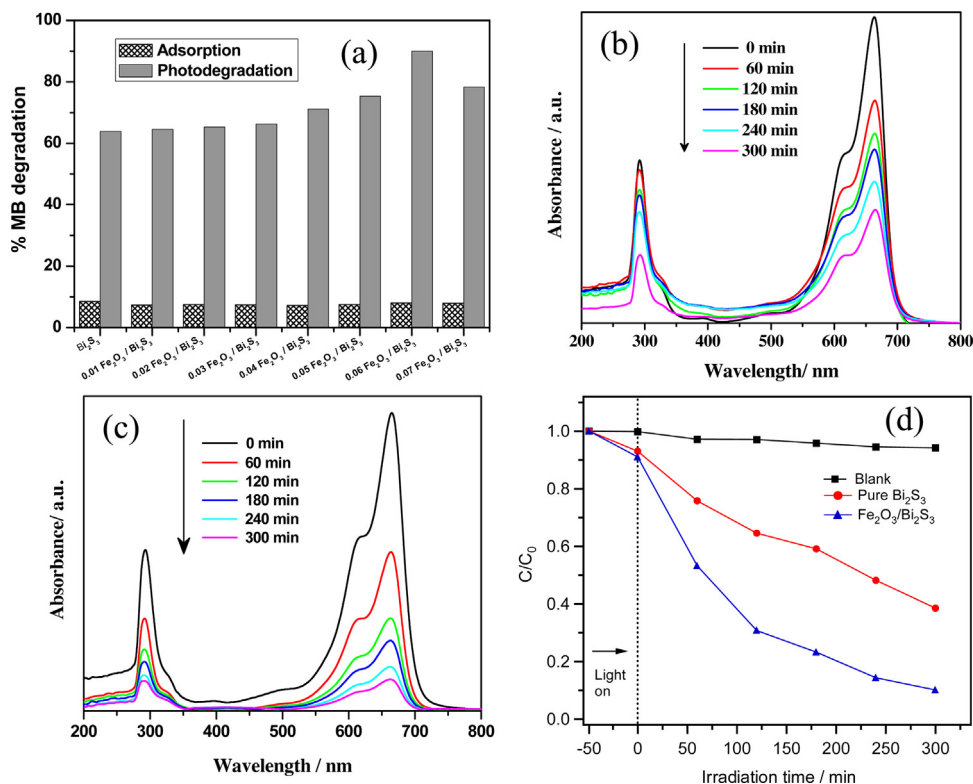 (a)
% MB degradation
100
80
60
40
20
0
Adsorption
Photodegradation
Bi₂S₃
0.01 Fe₂O₃ / Bi₂S₃
0.02 Fe₂O₃ / Bi₂S₃
0.03 Fe₂O₃ / Bi₂S₃
0.04 Fe₂O₃ / Bi₂S₃
0.05 Fe₂O₃ / Bi₂S₃
0.06 Fe₂O₃ / Bi₂S₃
0.07 Fe₂O₃ / Bi₂S₃
(b)
Absorbance / a.u.
0 min
60 min
120 min
180 min
240 min
300 min
200 300 400 500 600 700 800
Wavelength/ nm
(c)
Absorbance/ a.u.
0 min
60 min
120 min
180 min
240 min
300 min
200 300 400 500 600 700 800
Wavelength / nm
(d)
C/C₀
1.0
0.8
0.6
0.4
0.2
0.0
Blank
Pure Bi₂S₃
Fe₂O₃/Bi₂S₃
Light
on
-50 0 50 100 150 200 250 300
Irradiation time / min